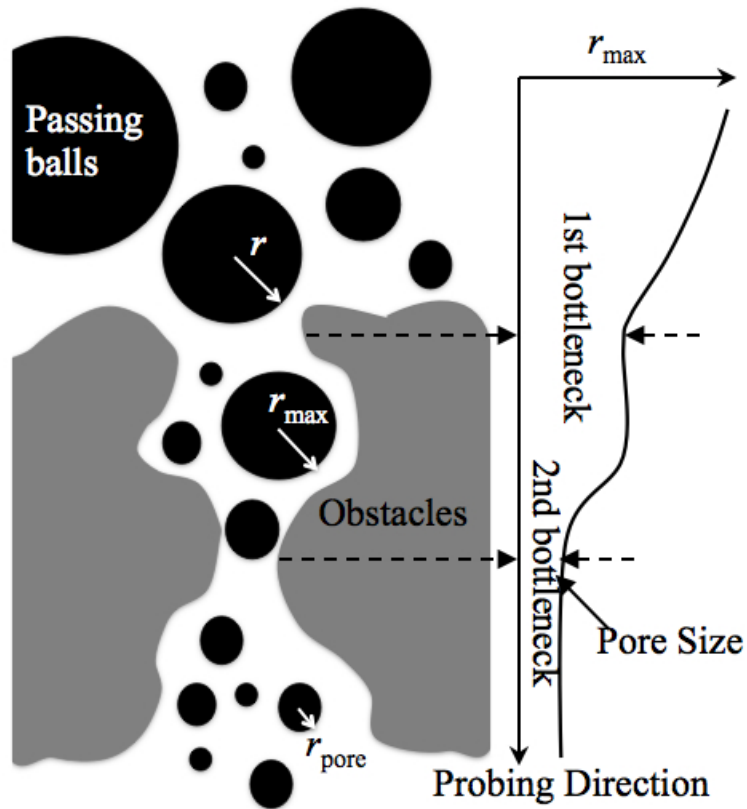 Passing
balls
r
r_max
r_max
1st bottleneck
Obstacles
2nd bottleneck
Pore Size
r_pore
Probing Direction